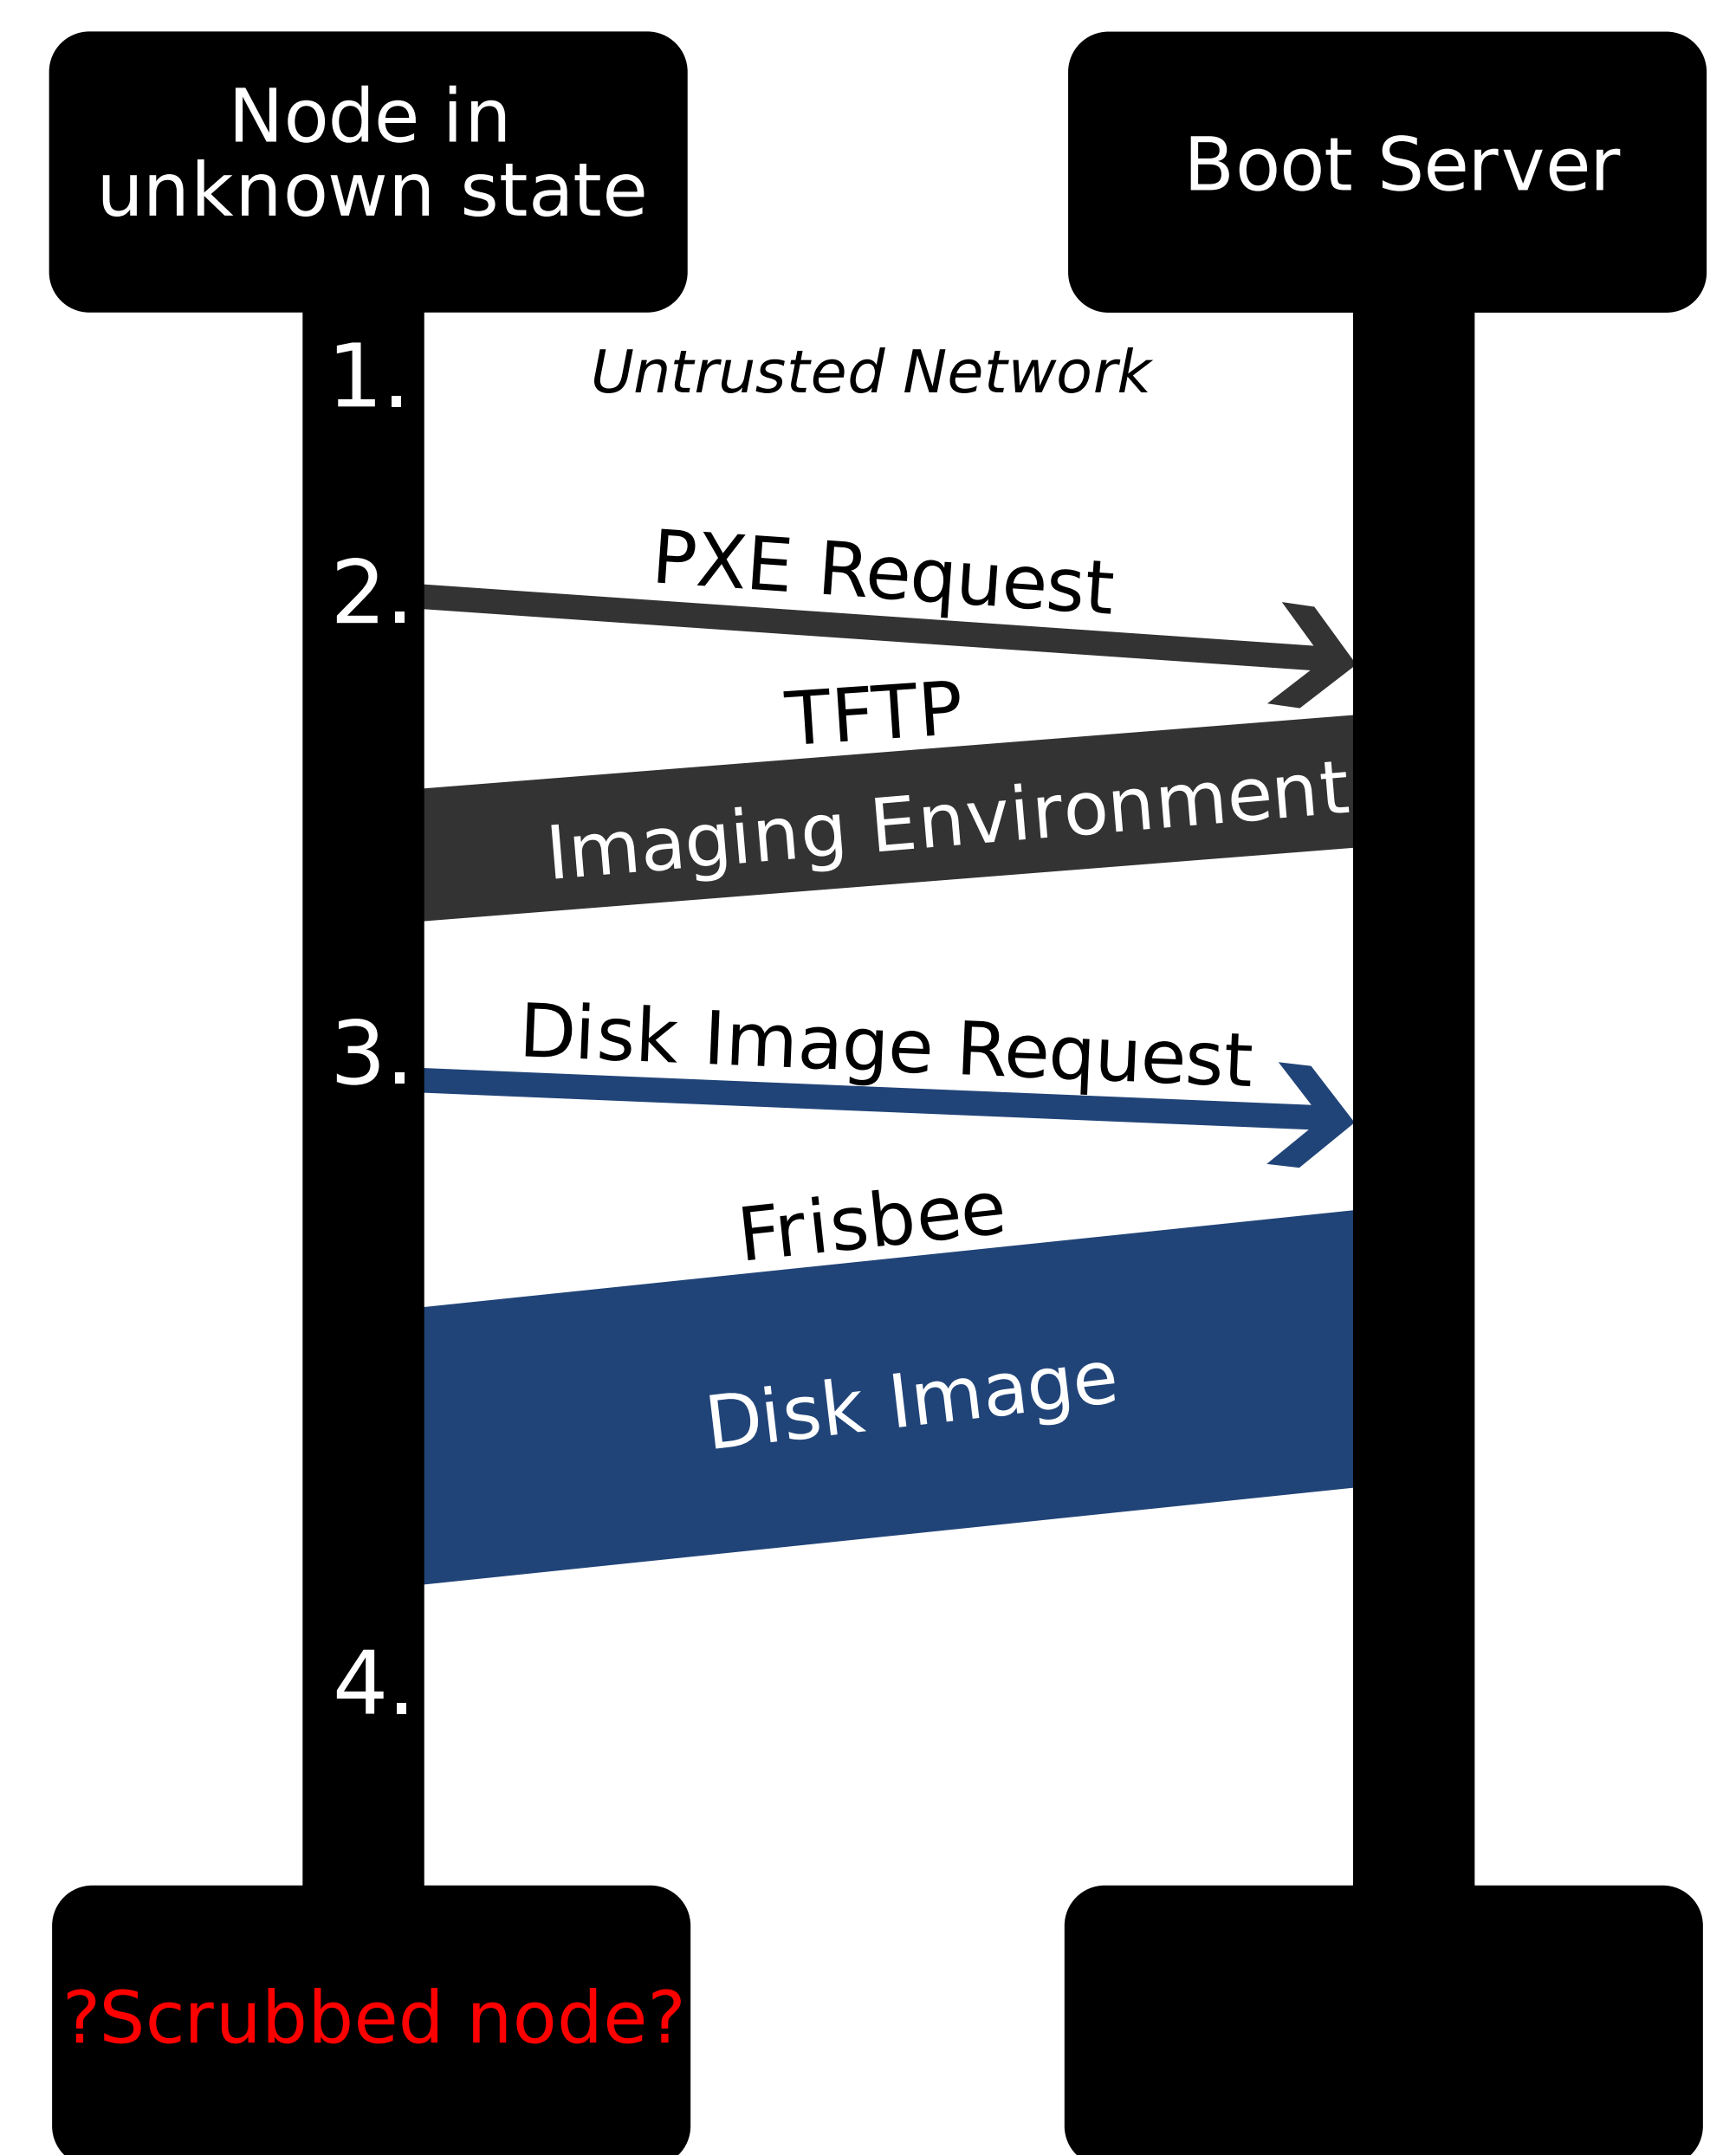 Node in
unknown state
Boot Server
1.
Untrusted Network
2.
PXE Request
TFTP
Imaging Environment
3.
Disk Image Request
Frisbee
Disk Image
4.
?Scrubbed node?